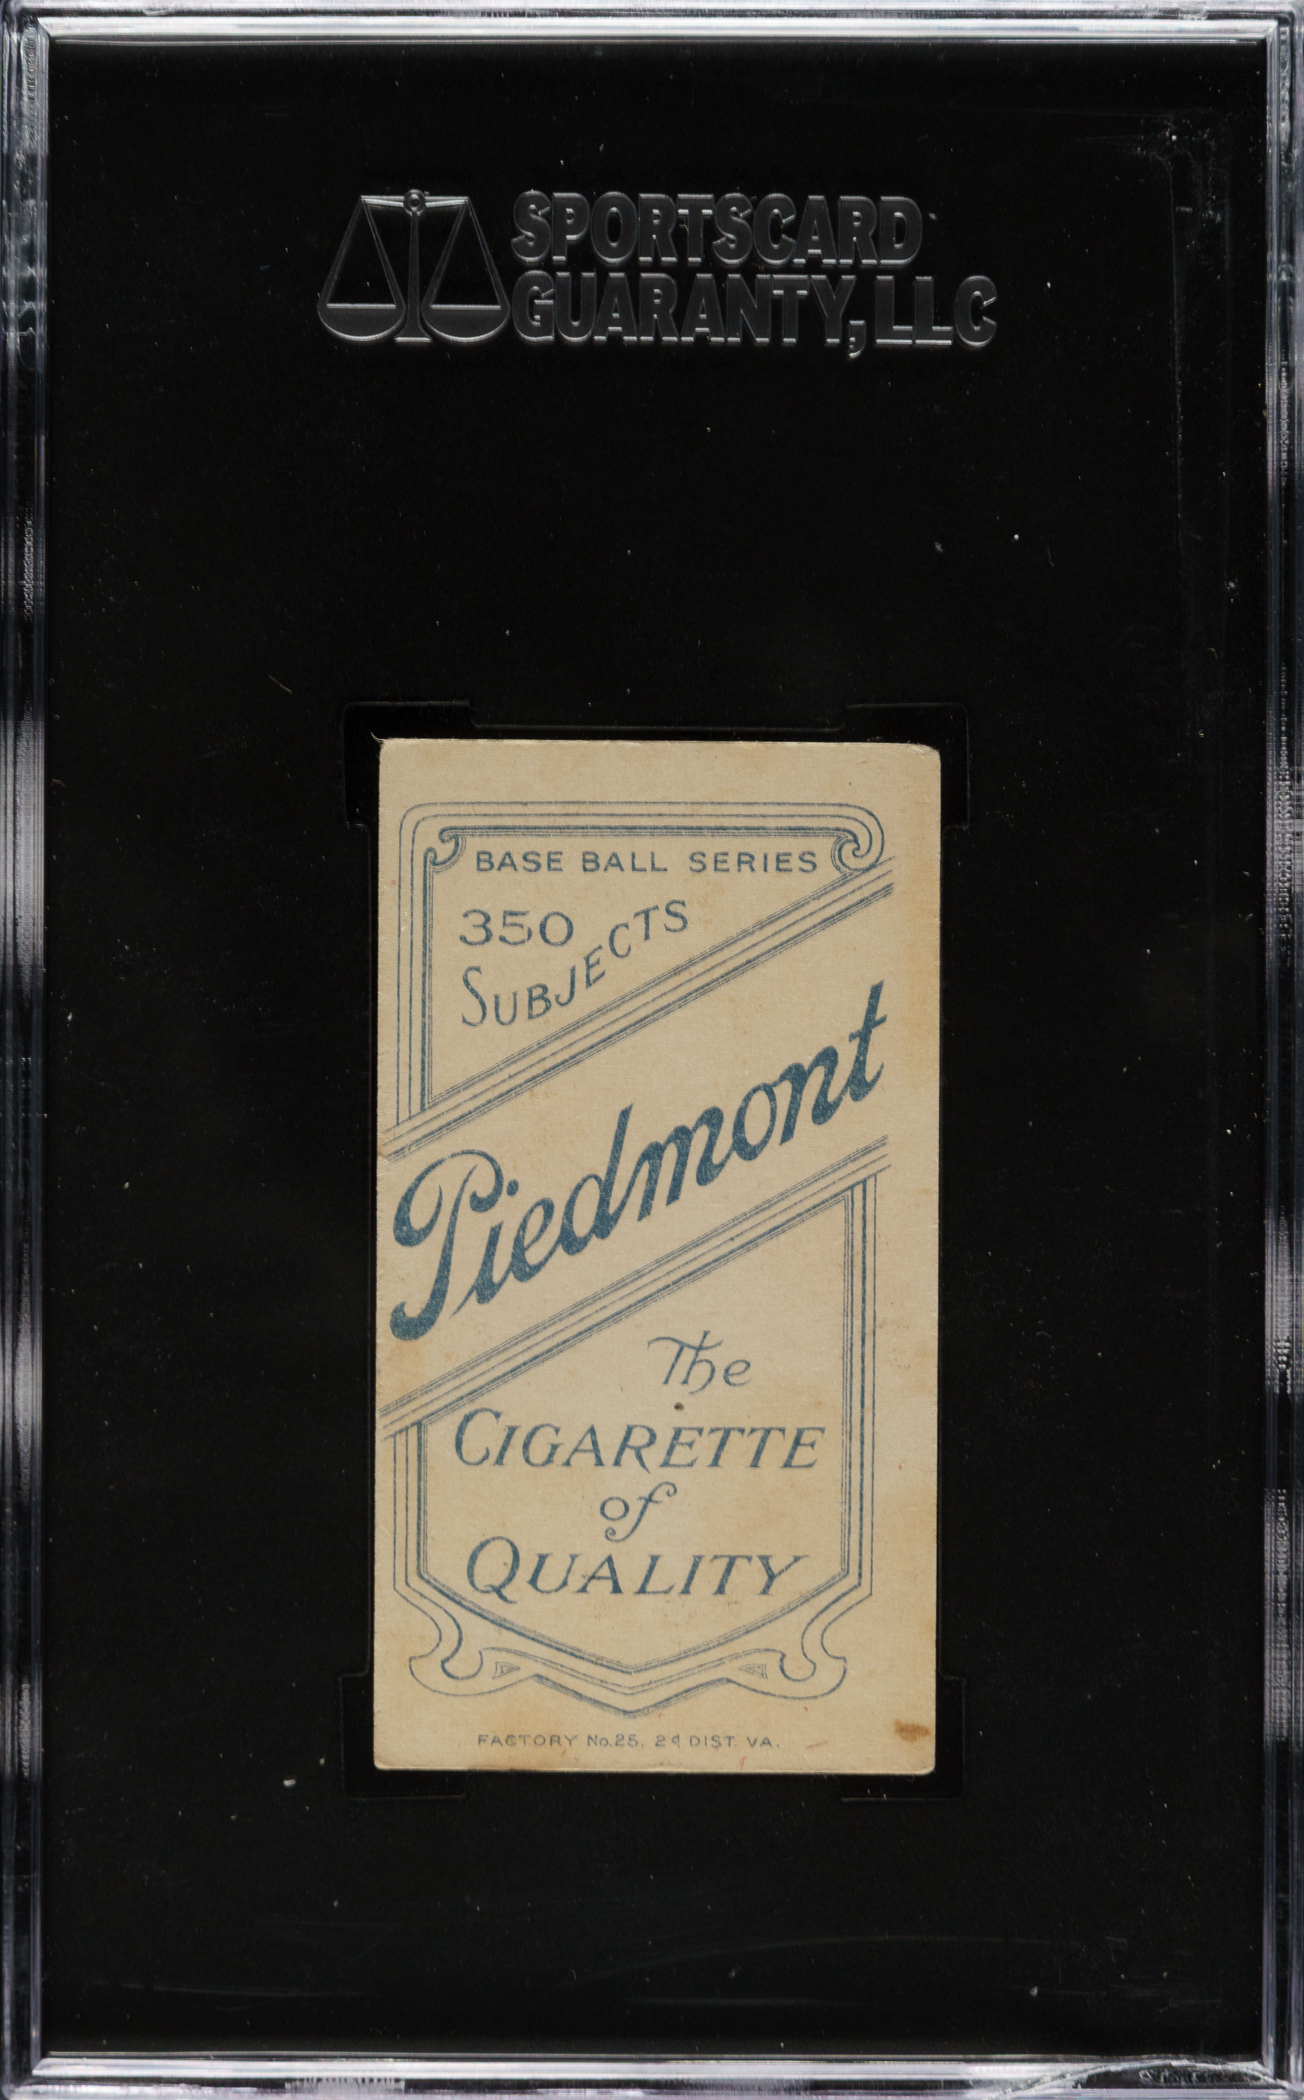 SPORTSCARD
GUARANTY, LLC
BASE BALL SERIES
350
SUBJECTS
Piedmont
The
CIGARETTE
of
QUALITY
FACTORY No. 25. 2d DIST. VA.